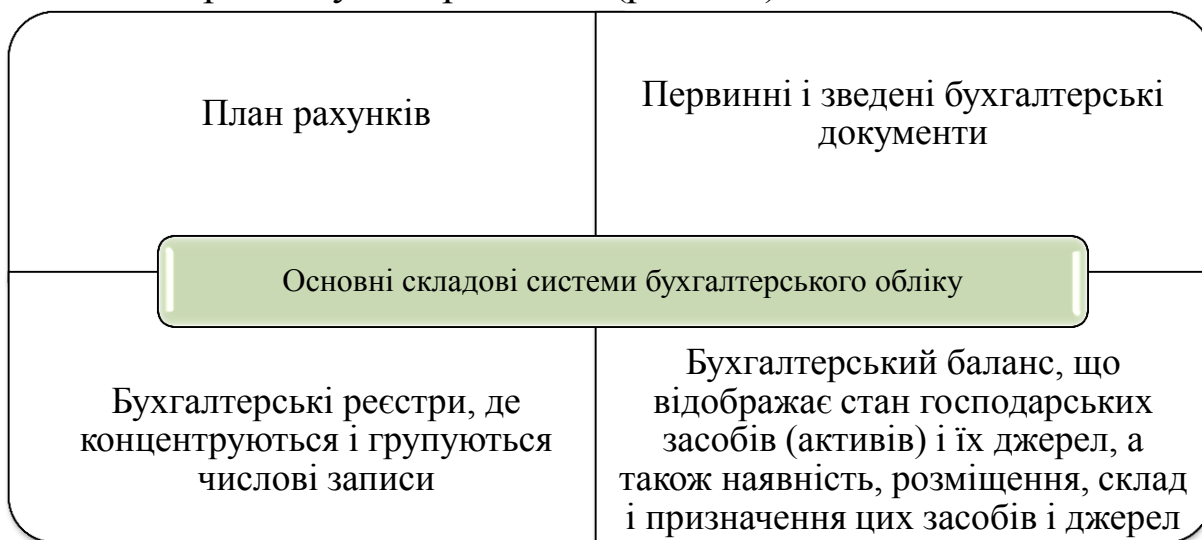 План рахунків
Первинні і зведені бухгалтерські
документи
Основні складові системи бухгалтерського обліку
Бухгалтерські реєстри, де
концентруються і групуються
числові записи
Бухгалтерський баланс, що
відображає стан господарських
засобів (активів) і їх джерел, а
також наявність, розміщення, склад
і призначення цих засобів і джерел